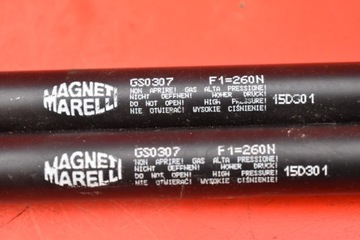 MAGNETI
MARELLI
GS0307 F1=260N
NON APRIRE! GAS ALTA PRESSIONE!
NICHT OEFFNEN! HOHER DRUCK!
DO NOT OPEN! HIGH PRESSURE!
NIE OTWIERAĆ! WYSOKIE CIŚNIENIE!
15D301
MAGNETI
MARELLI
GS0307 F1=260N
NON APRIRE! GAS ALTA PRESSIONE!
NICHT OEFFNEN! HOHER DRUCK!
DO NOT OPEN! HIGH PRESSURE!
NIE OTWIERAĆ! WYSOKIE CIŚNIENIE!
15D301